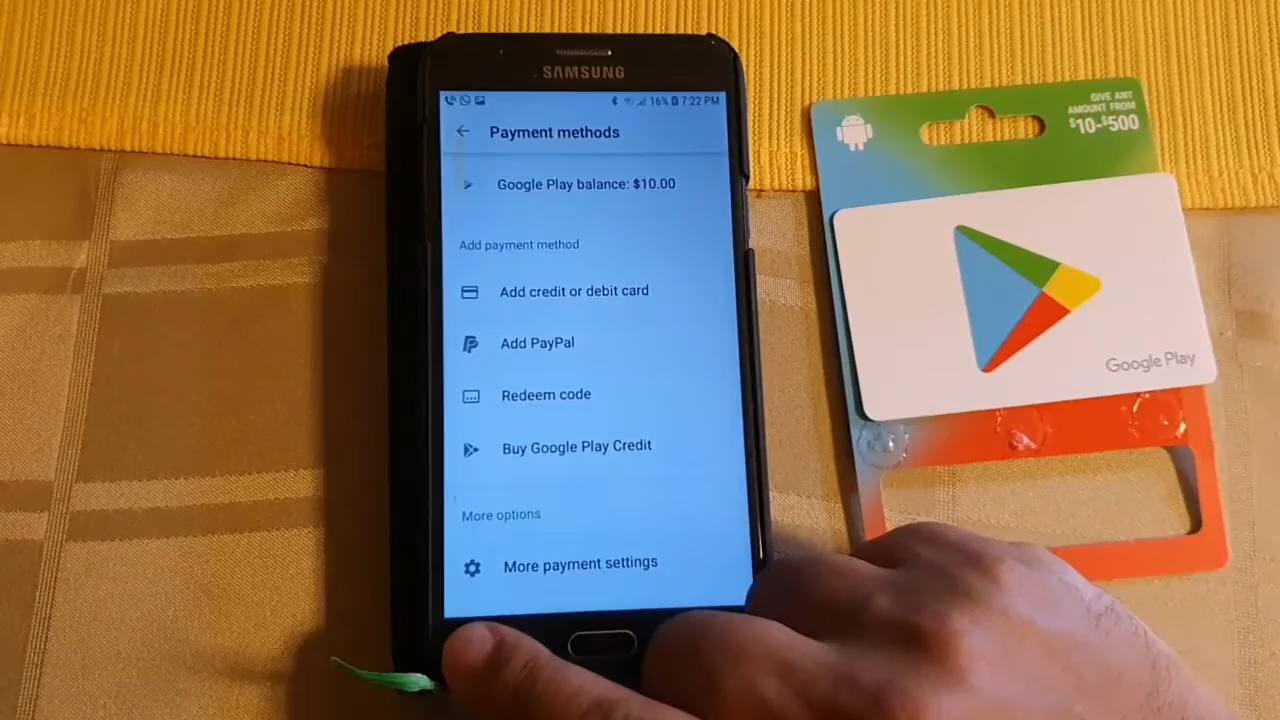 SAMSUNG
16% 7:22 PM
Payment methods
Google Play balance: $10.00
Add payment method
Add credit or debit card
Add PayPal
Redeem code
Buy Google Play Credit
More options
More payment settings
GIVE ANY
AMOUNT FROM
$10-$500
Google Play